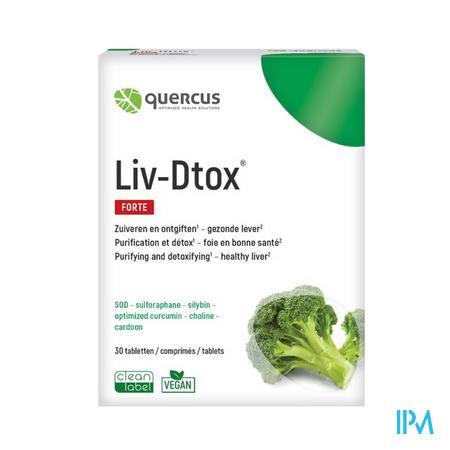 quercus
OPTIMIZED HEALTH SOLUTIONS
Liv-Dtox®
FORTE
Zuiveren en ontgiften¹ – gezonde lever²
Purification et détox¹ – foie en bonne santé²
Purifying and detoxifying¹ – healthy liver²
SOD – sulforaphane – silybin –
optimized curcumin – choline –
cardoon
30 tabletten / comprimés / tablets
clean
label
VEGAN
IPM